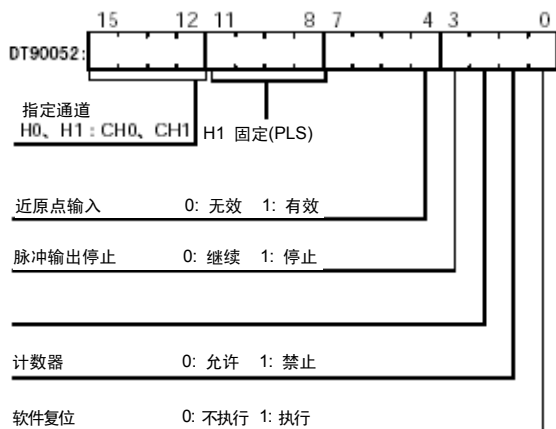 15 12 11 8 7 4 3 0
DT90052:
指定通道
H0、H1 : CH0、CH1
H1 固定(PLS)
近原点输入 0: 无效 1: 有效
脉冲输出停止 0: 继续 1: 停止
计数器 0: 允许 1: 禁止
软件复位 0: 不执行 1: 执行